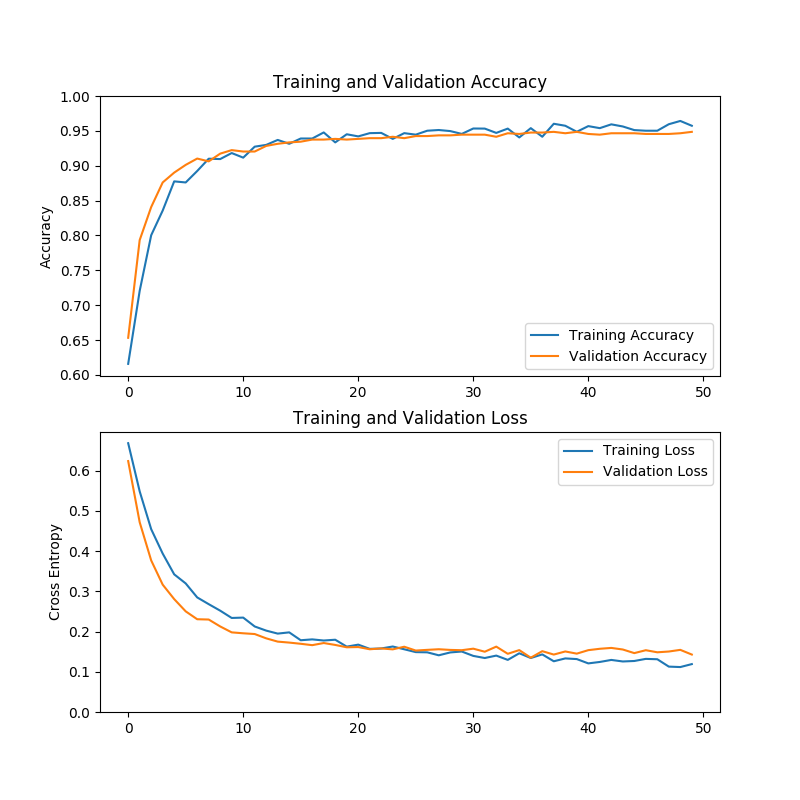 Training and Validation Accuracy
1.00
0.95
0.90
0.85
0.80
0.75
0.70
0.65
0.60
Accuracy
Training Accuracy
Validation Accuracy
0 10 20 30 40 50
Training and Validation Loss
0.6
0.5
0.4
0.3
0.2
0.1
0.0
Cross Entropy
Training Loss
Validation Loss
0 10 20 30 40 50